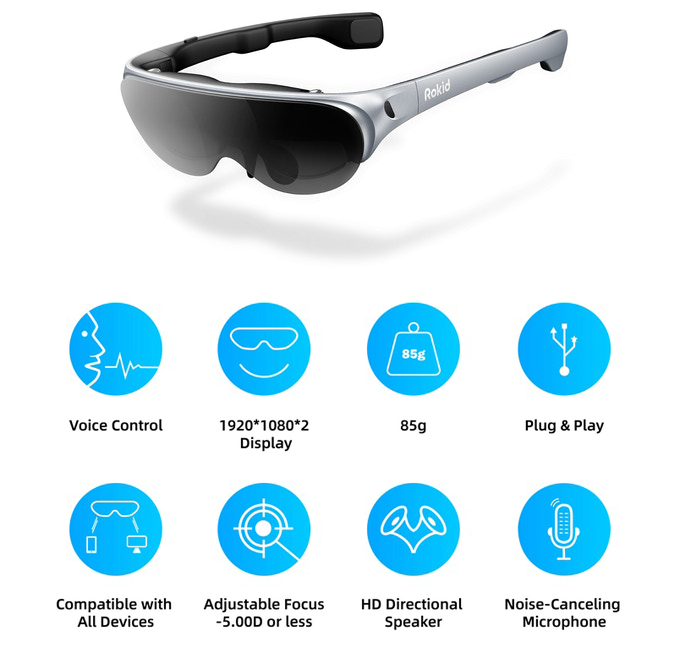 Rokid
85g
Voice Control
1920*1080*2
Display
85g
Plug & Play
Compatible with
All Devices
Adjustable Focus
-5.00D or less
HD Directional
Speaker
Noise-Canceling
Microphone